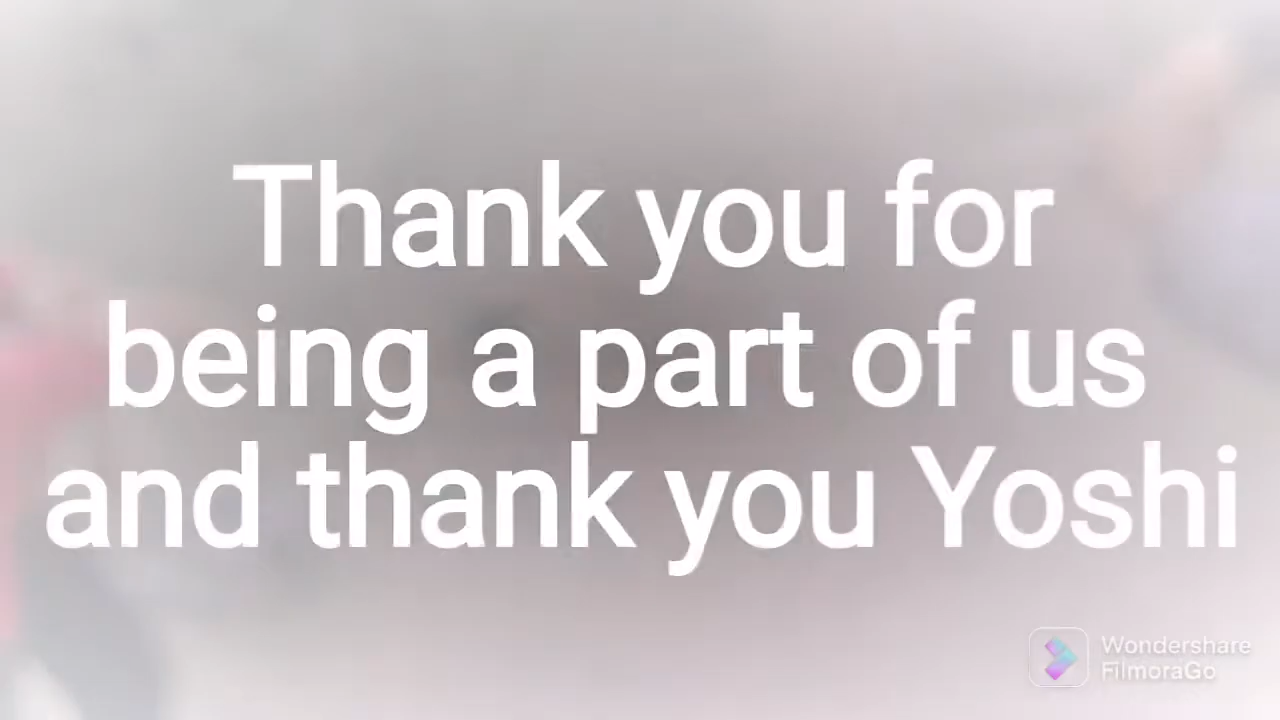 Thank you for
being a part of us
and thank you Yoshi
Wondershare
FilmoraGo